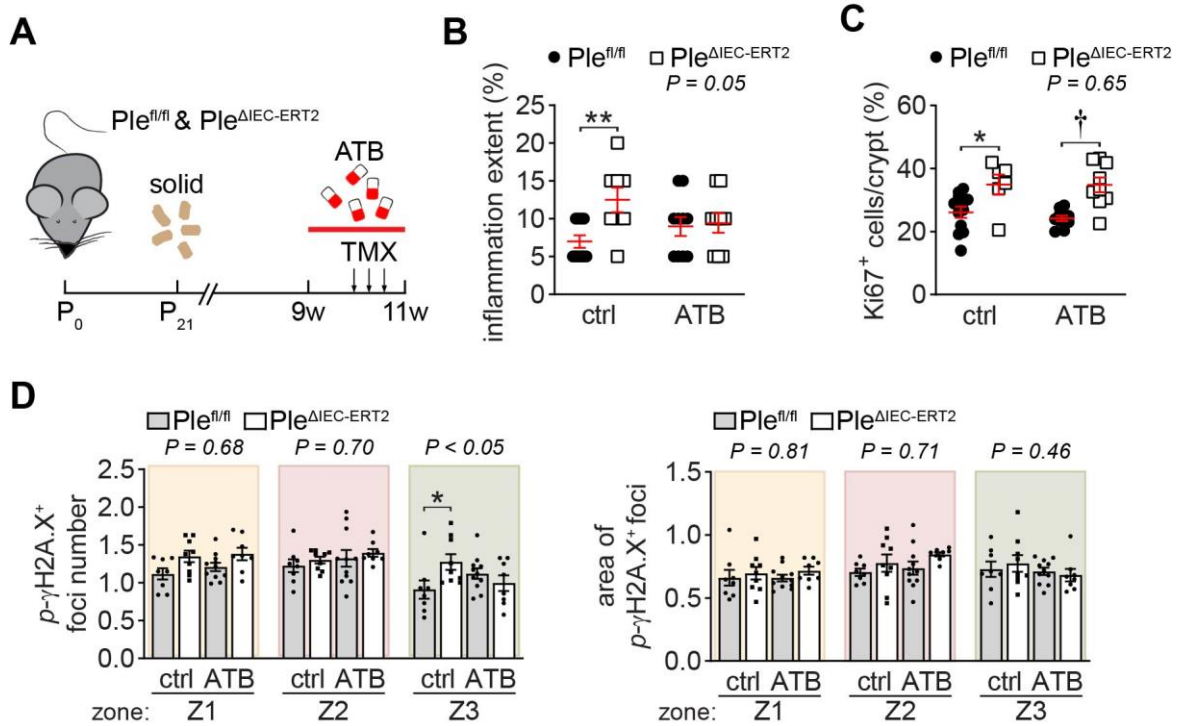 A
Ple^fl/fl & Ple^ΔIEC-ERT2
solid
ATB
TMX
P_0
P_21
9w
11w
B
● Ple^fl/fl □ Ple^ΔIEC-ERT2
P = 0.05
inflammation extent (%)
25
20
15
10
5
0
**
ctrl ATB
C
● Ple^fl/fl □ Ple^ΔIEC-ERT2
P = 0.65
Ki67+ cells/crypt (%)
60
40
20
0
*
†
ctrl ATB
D
Ple^fl/fl Ple^ΔIEC-ERT2
P = 0.68 P = 0.70 P < 0.05
p-γH2A.X+
foci number
2.5
2.0
1.5
1.0
0.5
0.0
*
ctrl ATB ctrl ATB ctrl ATB
zone: Z1 Z2 Z3
Ple^fl/fl Ple^ΔIEC-ERT2
P = 0.81 P = 0.71 P = 0.46
area of
p-γH2A.X+ foci
1.5
1.0
0.5
0.0
ctrl ATB ctrl ATB ctrl ATB
zone: Z1 Z2 Z3